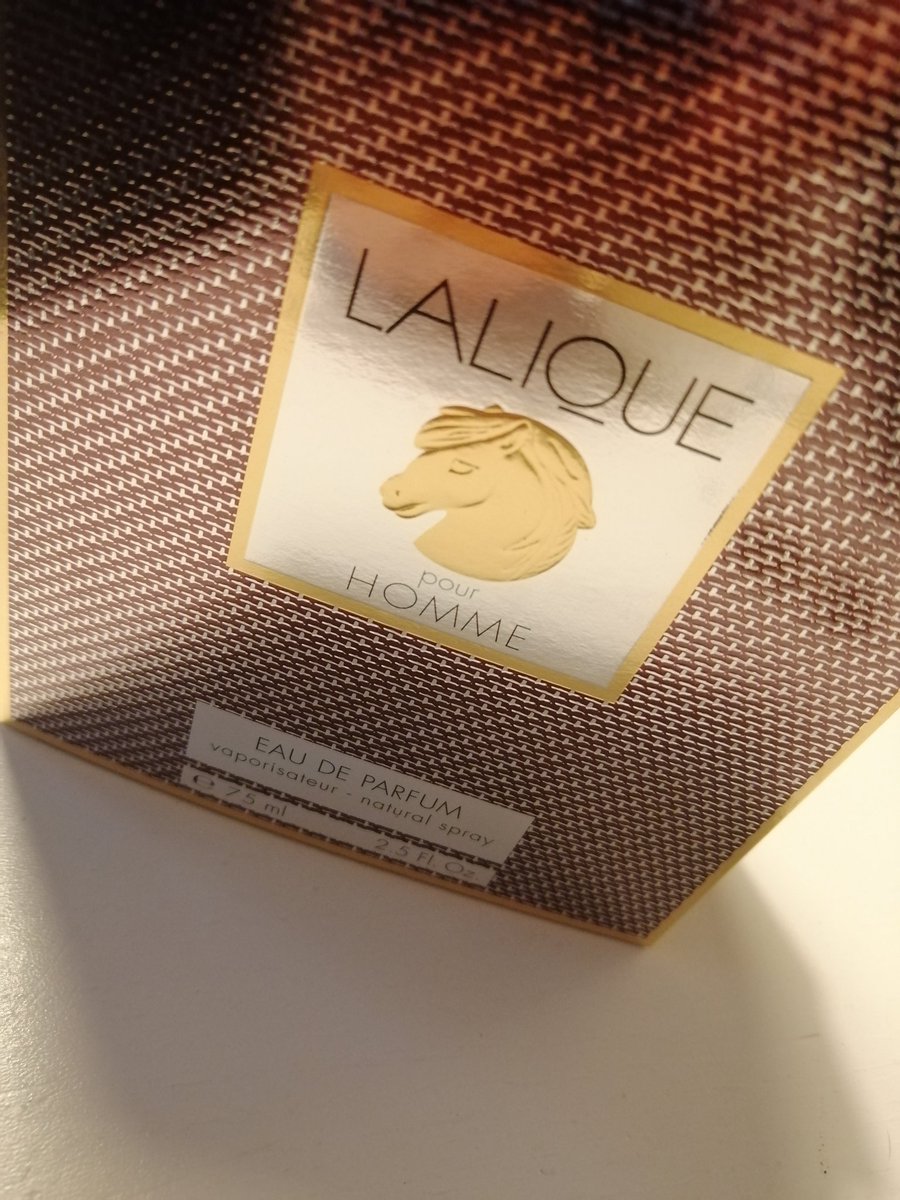 LALIQUE
pour
HOMME
EAU DE PARFUM
vaporisateur - natural spray
℮ 75 ml 2.5 Fl. Oz.